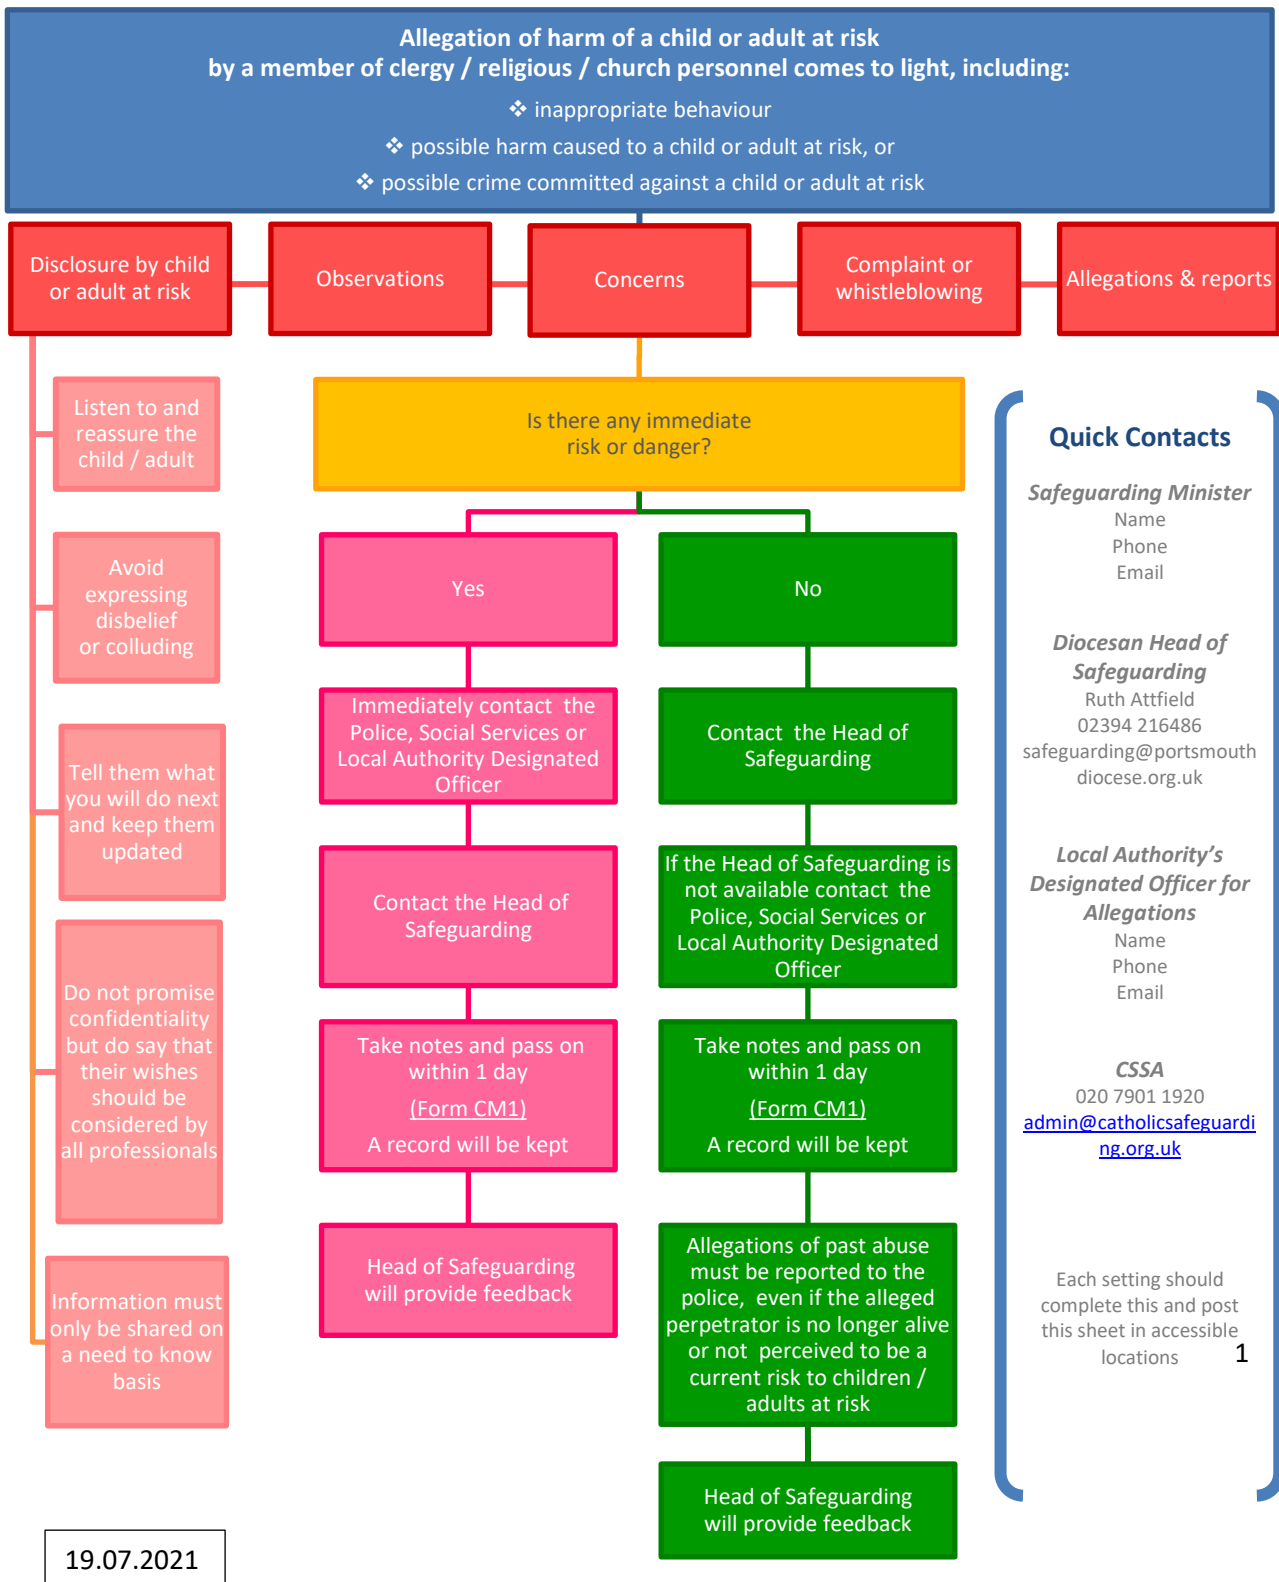 Allegation of harm of a child or adult at risk
by a member of clergy / religious / church personnel comes to light, including:
❖ inappropriate behaviour
❖ possible harm caused to a child or adult at risk, or
❖ possible crime committed against a child or adult at risk
Disclosure by child
or adult at risk
Observations
Concerns
Complaint or
whistleblowing
Allegations & reports
Listen to and
reassure the
child / adult
Avoid
expressing
disbelief
or colluding
Tell them what
you will do next
and keep them
updated
Do not promise
confidentiality
but do say that
their wishes
should be
considered by
all professionals
Information must
only be shared on
a need to know
basis
Is there any immediate
risk or danger?
Yes
Immediately contact the
Police, Social Services or
Local Authority Designated
Officer
Contact the Head of
Safeguarding
Take notes and pass on
within 1 day
(Form CM1)
A record will be kept
Head of Safeguarding
will provide feedback
No
Contact the Head of
Safeguarding
If the Head of Safeguarding is
not available contact the
Police, Social Services or
Local Authority Designated
Officer
Take notes and pass on
within 1 day
(Form CM1)
A record will be kept
Allegations of past abuse
must be reported to the
police, even if the alleged
perpetrator is no longer alive
or not perceived to be a
current risk to children /
adults at risk
Head of Safeguarding
will provide feedback
Quick Contacts
Safeguarding Minister
Name
Phone
Email
Diocesan Head of
Safeguarding
Ruth Attfield
02394 216486
safeguarding@portsmouth
diocese.org.uk
Local Authority's
Designated Officer for
Allegations
Name
Phone
Email
CSSA
020 7901 1920
admin@catholicsafeguardi
ng.org.uk
Each setting should
complete this and post
this sheet in accessible
locations
1
19.07.2021